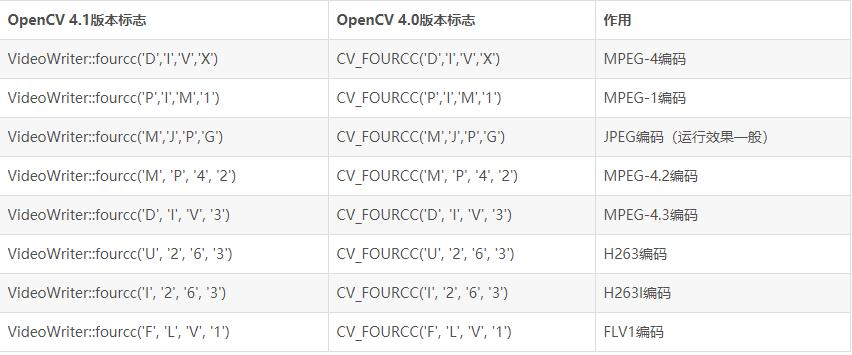 OpenCV 4.1版本标志 OpenCV 4.0版本标志 作用
VideoWriter::fourcc('D','I','V','X') CV_FOURCC('D','I','V','X') MPEG-4编码
VideoWriter::fourcc('P','I','M','1') CV_FOURCC('P','I','M','1') MPEG-1编码
VideoWriter::fourcc('M','J','P','G') CV_FOURCC('M','J','P','G') JPEG编码（运行效果一般）
VideoWriter::fourcc('M', 'P', '4', '2') CV_FOURCC('M', 'P', '4', '2') MPEG-4.2编码
VideoWriter::fourcc('D', 'I', 'V', '3') CV_FOURCC('D', 'I', 'V', '3') MPEG-4.3编码
VideoWriter::fourcc('U', '2', '6', '3') CV_FOURCC('U', '2', '6', '3') H263编码
VideoWriter::fourcc('I', '2', '6', '3') CV_FOURCC('I', '2', '6', '3') H263I编码
VideoWriter::fourcc('F', 'L', 'V', '1') CV_FOURCC('F', 'L', 'V', '1') FLV1编码